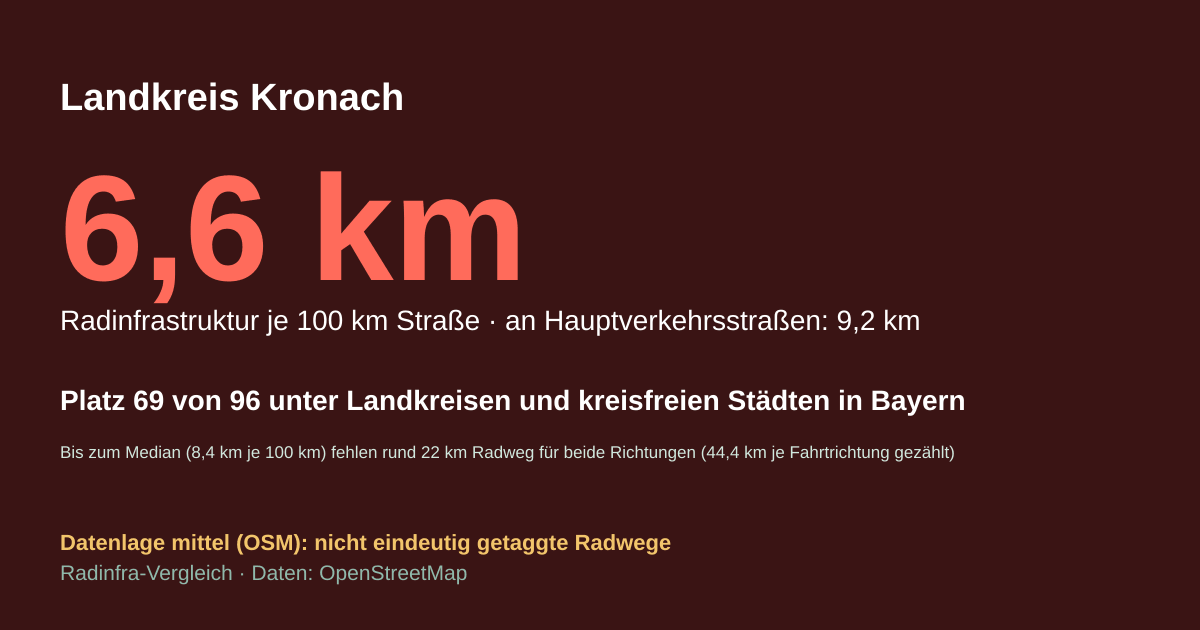 Landkreis Kronach
6,6 km
Radinfrastruktur je 100 km Straße · an Hauptverkehrsstraßen: 9,2 km
Platz 69 von 96 unter Landkreisen und kreisfreien Städten in Bayern
Bis zum Median (8,4 km je 100 km) fehlen rund 22 km Radweg für beide Richtungen (44,4 km je Fahrtrichtung gezählt)
Datenlage mittel (OSM): nicht eindeutig getaggte Radwege
Radinfra-Vergleich · Daten: OpenStreetMap